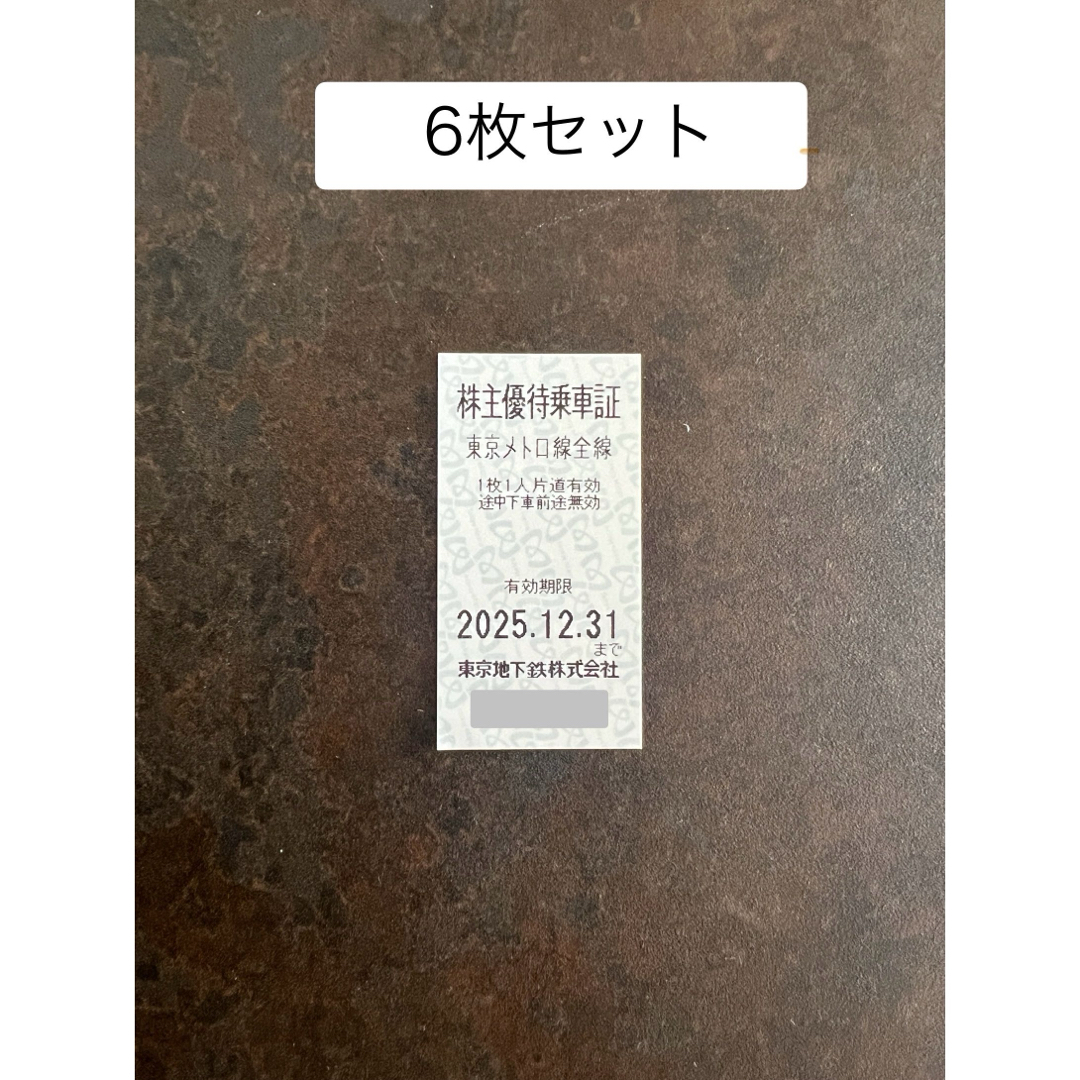 6枚セット
株主優待乗車証
東京メトロ線全線
1枚1人片道有効
途中下車前途無効
有効期限
2025.12.31
まで
東京地下鉄株式会社